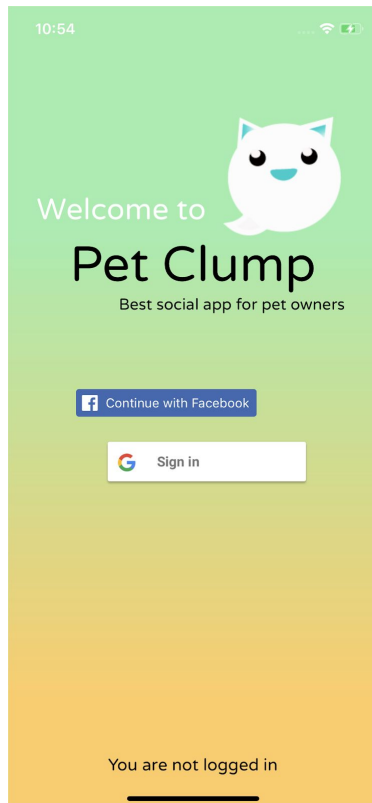 10:54
Welcome to
Pet Clump
Best social app for pet owners
Continue with Facebook
Sign in
You are not logged in